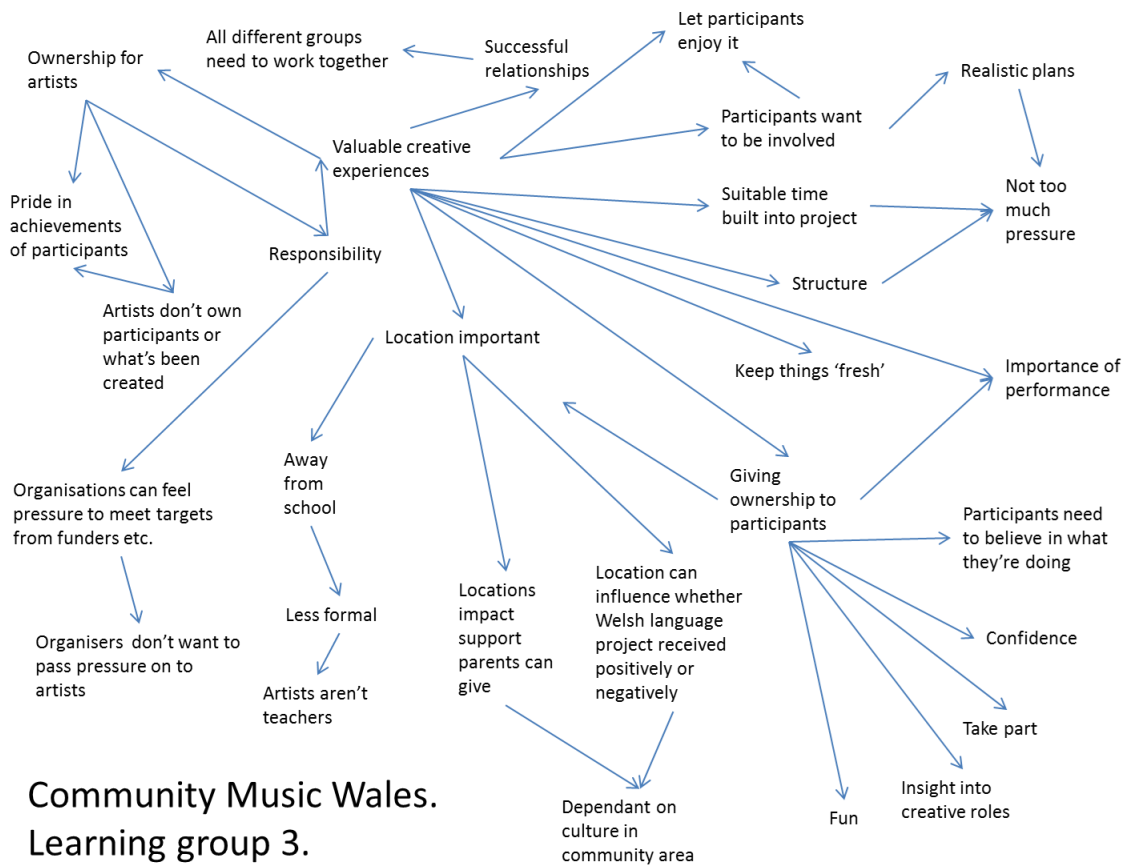 Let participants
enjoy it
All different groups
need to work together
Successful
relationships
Ownership for
artists
Realistic plans
Participants want
to be involved
Valuable creative
experiences
Pride in
achievements
of participants
Suitable time
built into project
Not too
much
pressure
Responsibility
Structure
Artists don’t own
participants or
what’s been
created
Location important
Keep things ‘fresh’
Importance of
performance
Away
from
school
Giving
ownership to
participants
Organisations can feel
pressure to meet targets
from funders etc.
Participants need
to believe in what
they’re doing
Locations
impact
support
parents can
give
Location can
influence whether
Welsh language
project received
positively or
negatively
Less formal
Confidence
Organisers don’t want to
pass pressure on to
artists
Artists aren’t
teachers
Take part
Insight into
creative roles
Fun
Dependant on
culture in
community area
Community Music Wales.
Learning group 3.